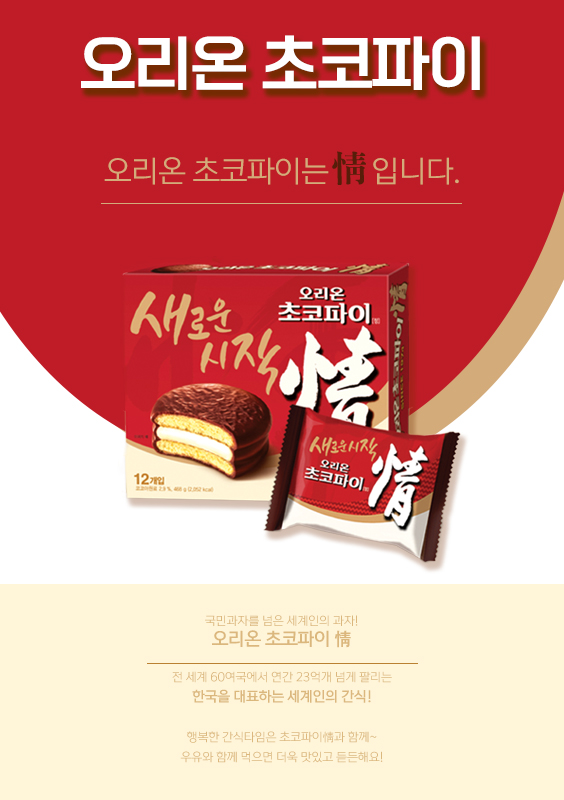 오리온 초코파이
오리온 초코파이는 情 입니다.
새로운
시작
오리온
초코파이
情
초코파이
情
12개입
새로운 시작
오리온
초코파이
情
국민과자를 넘은 세계인의 과자!
오리온 초코파이 情
전 세계 60여국에서 연간 23억개 넘게 팔리는
한국을 대표하는 세계인의 간식!
행복한 간식타임은 초코파이情과 함께~
우유와 함께 먹으면 더욱 맛있고 듣든해요!